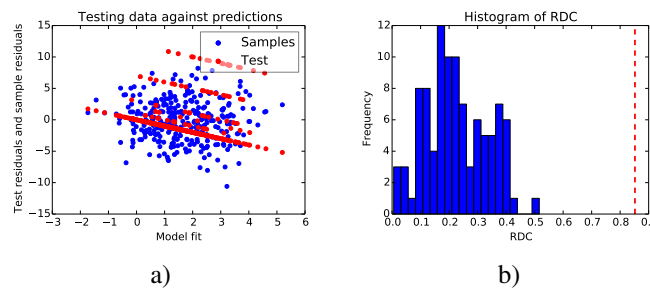 Testing data against predictions
Test residuals and sample residuals
15
10
5
0
−5
−10
−15
−3 −2 −1 0 1 2 3 4 5 6
Model fit
Samples
Test
a)
Histogram of RDC
Frequency
12
10
8
6
4
2
0
0.0 0.1 0.2 0.3 0.4 0.5 0.6 0.7 0.8 0.9
RDC
b)